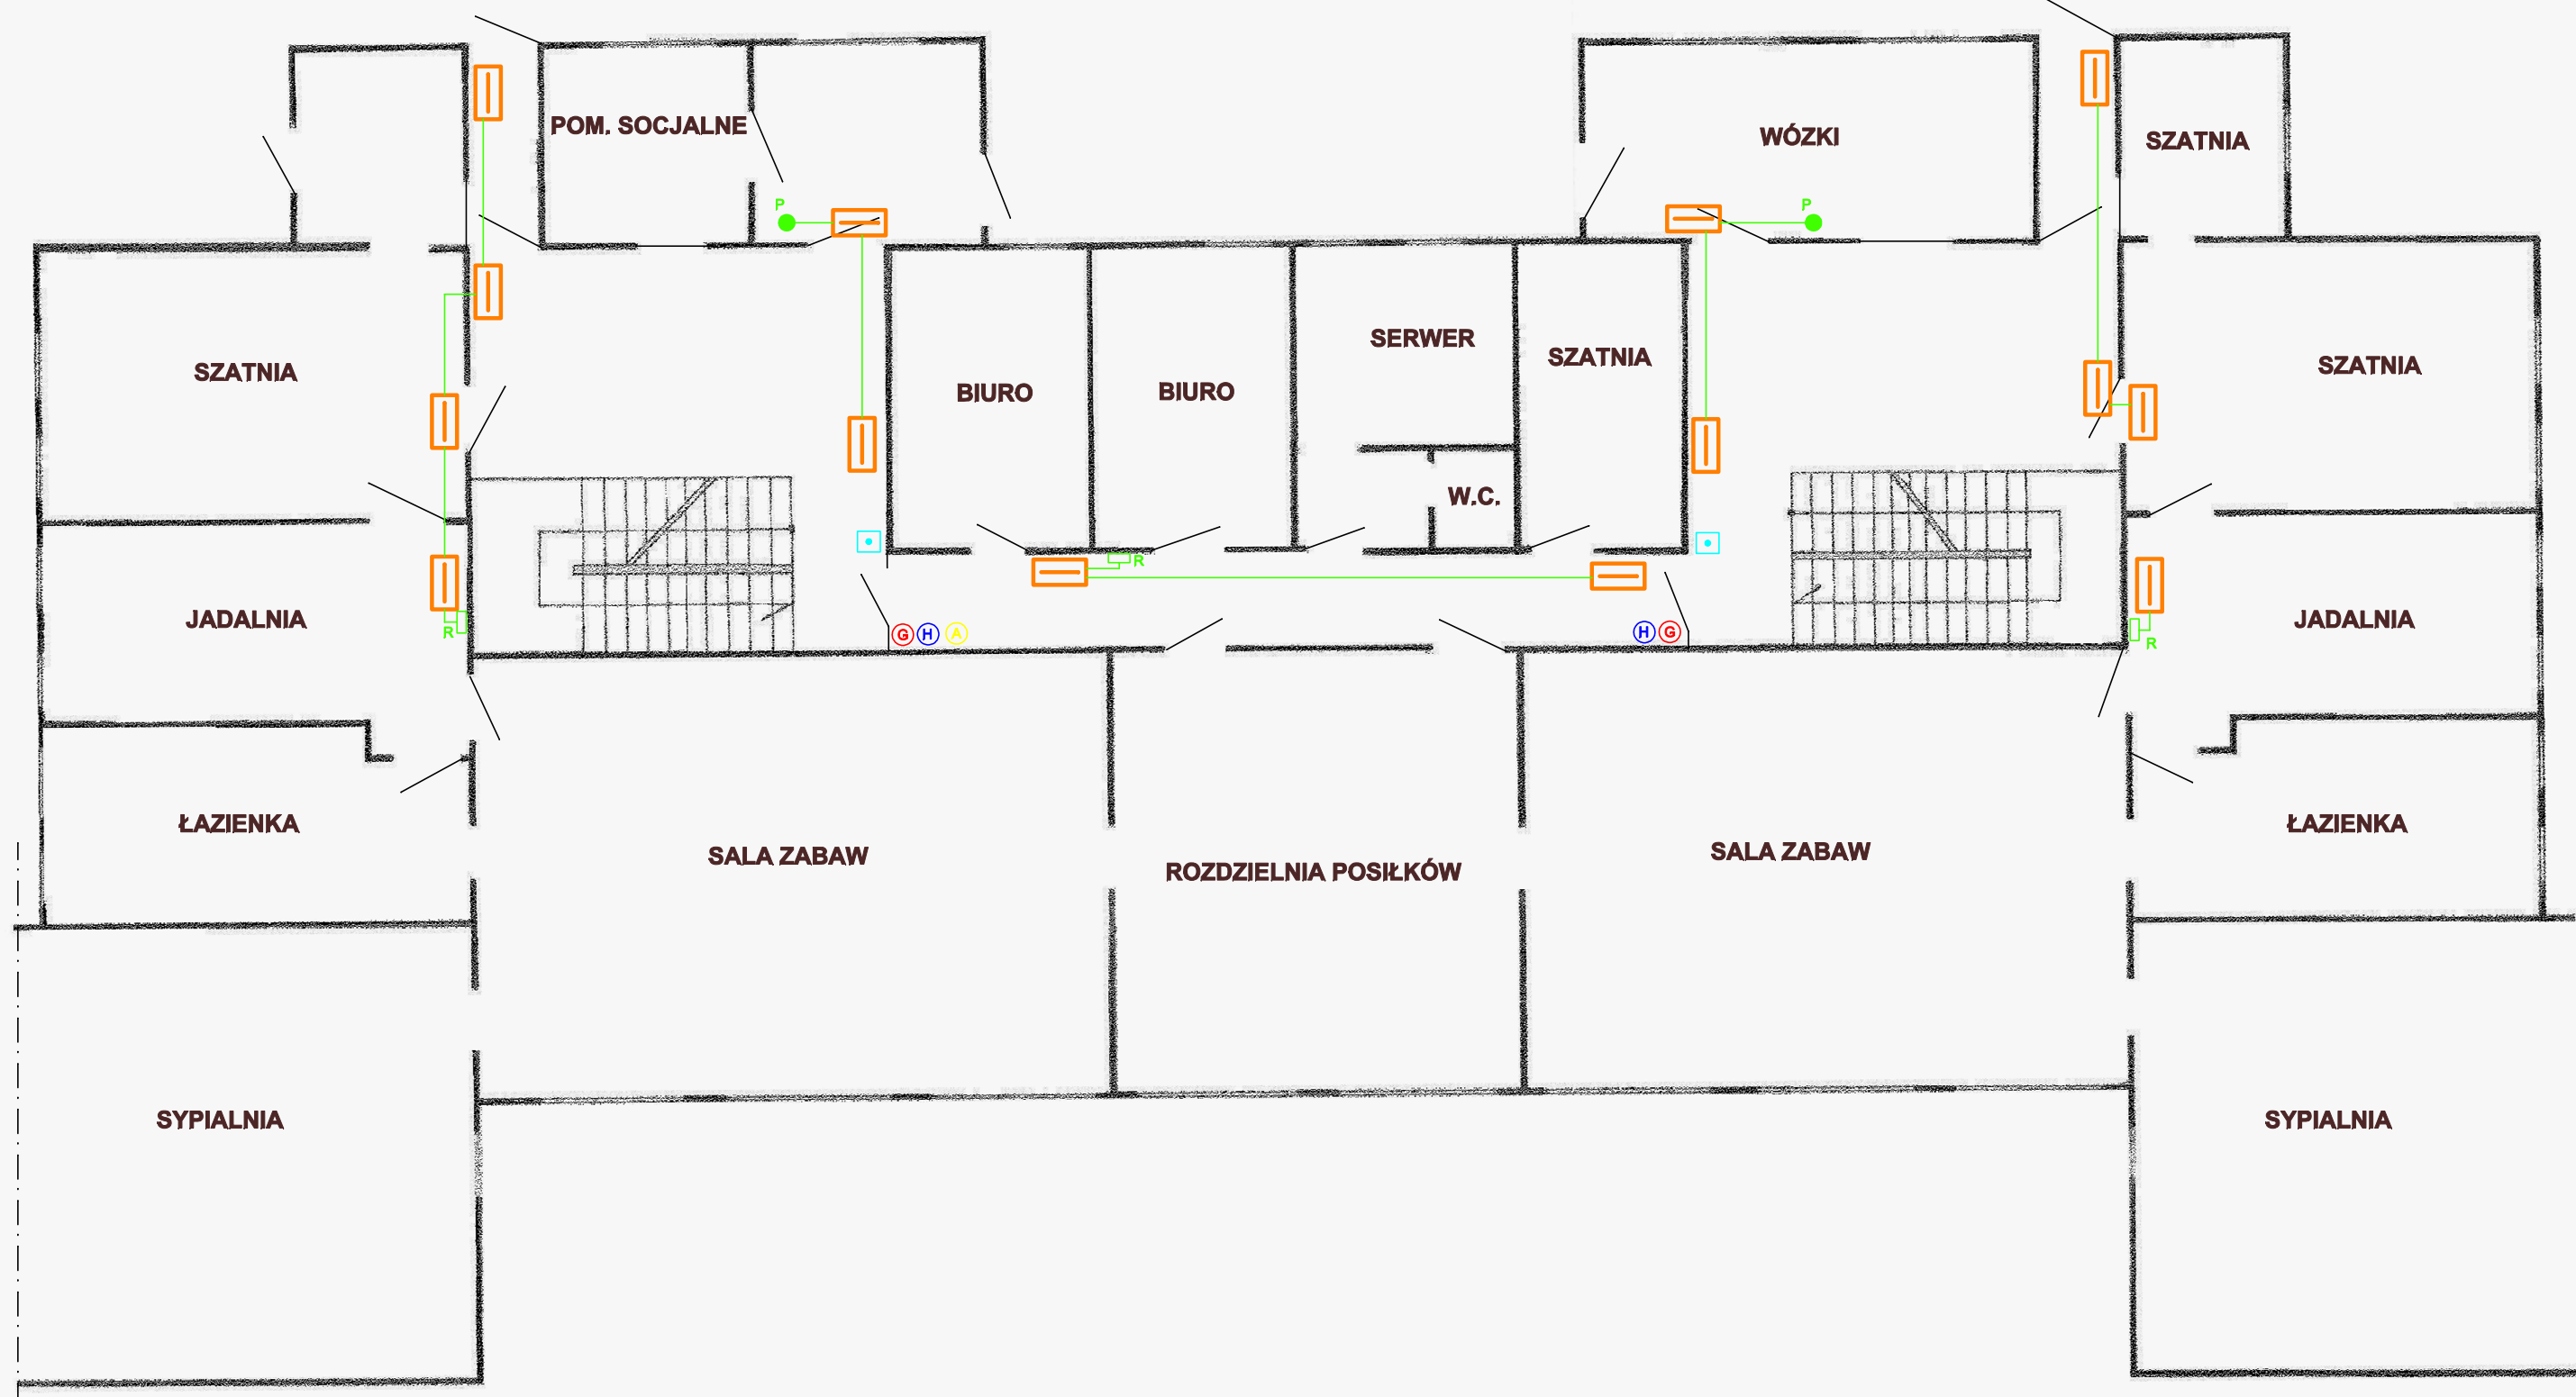 POM. SOCJALNE
WÓZKI
SZATNIA
P
P
SERWER
SZATNIA
SZATNIA
SZATNIA
BIURO
BIURO
W.C.
R
JADALNIA
R
G H A
H G
JADALNIA
R
ŁAZIENKA
SALA ZABAW
ROZDZIELNIA POSIŁKÓW
SALA ZABAW
ŁAZIENKA
SYPIALNIA
SYPIALNIA